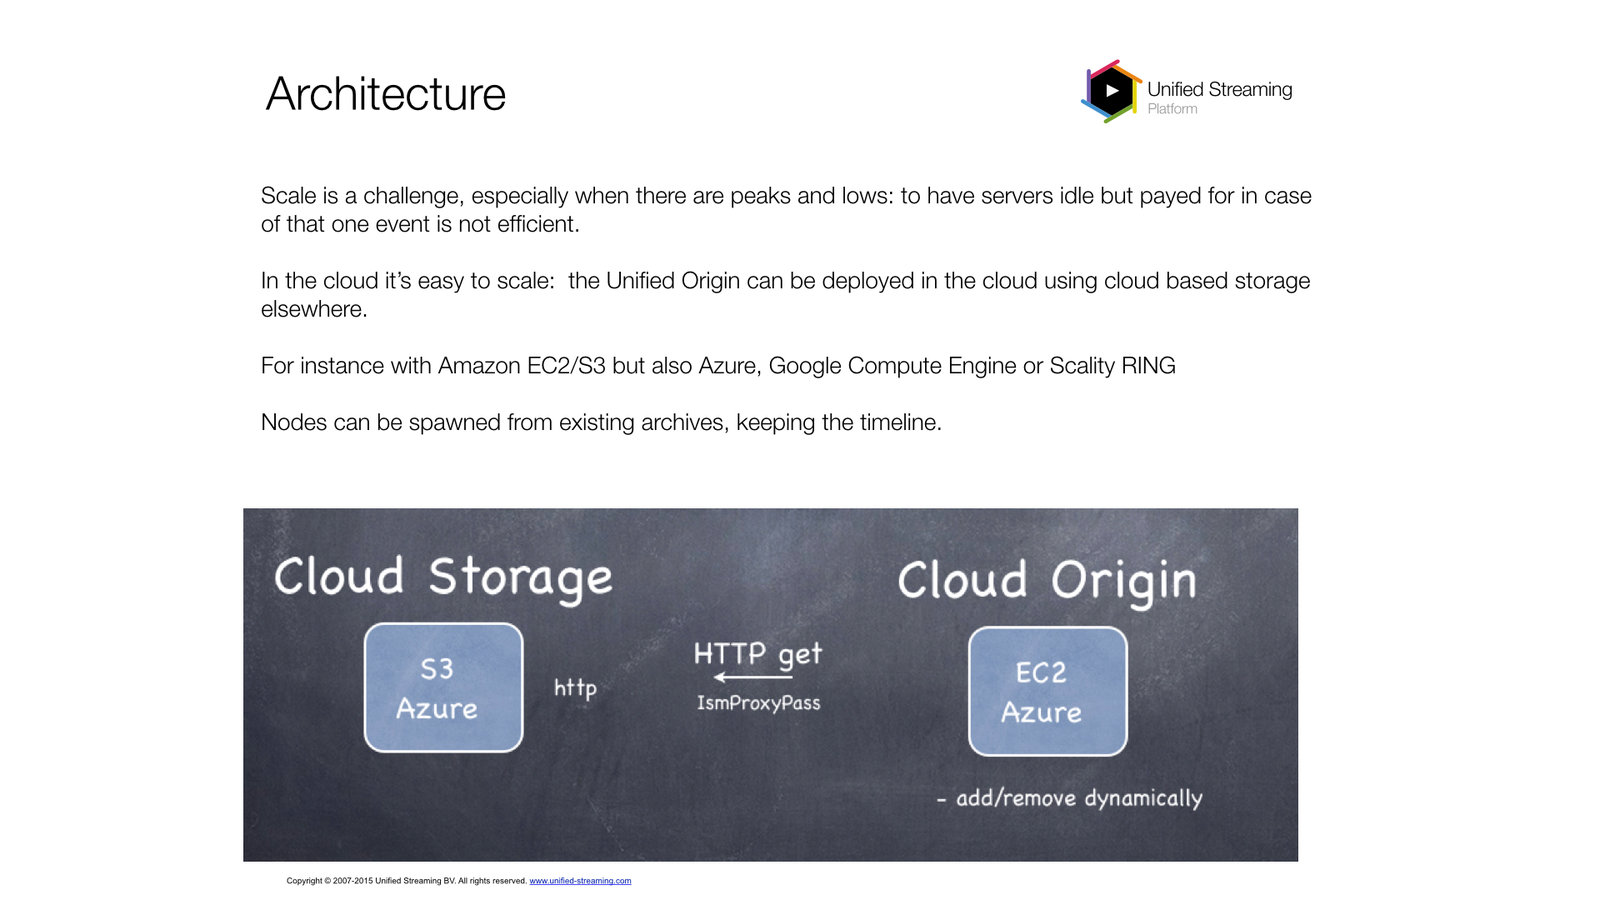 Architecture
Unified Streaming
Platform
Scale is a challenge, especially when there are peaks and lows: to have servers idle but payed for in case
of that one event is not efficient.
In the cloud it’s easy to scale:  the Unified Origin can be deployed in the cloud using cloud based storage
elsewhere.
For instance with Amazon EC2/S3 but also Azure, Google Compute Engine or Scality RING
Nodes can be spawned from existing archives, keeping the timeline.
Cloud Storage
S3
Azure
http
HTTP get
IsmProxyPass
Cloud Origin
EC2
Azure
- add/remove dynamically
Copyright © 2007-2015 Unified Streaming BV. All rights reserved. www.unified-streaming.com